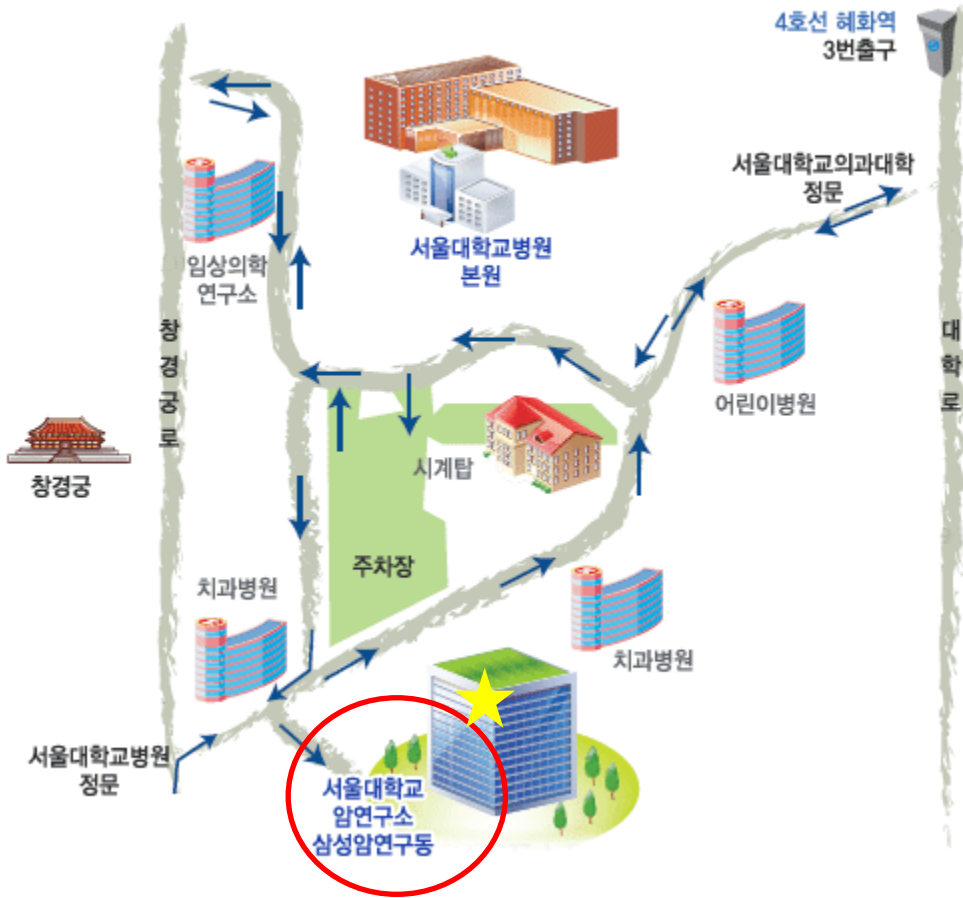 4호선 혜화역
3번출구
서울대학교의과대학
정문
서울대학교병원
본원
임상의학
연구소
창경궁로
대학로
어린이병원
창경궁
시계탑
주차장
치과병원
치과병원
서울대학교병원
정문
서울대학교
암연구소
삼성암연구동